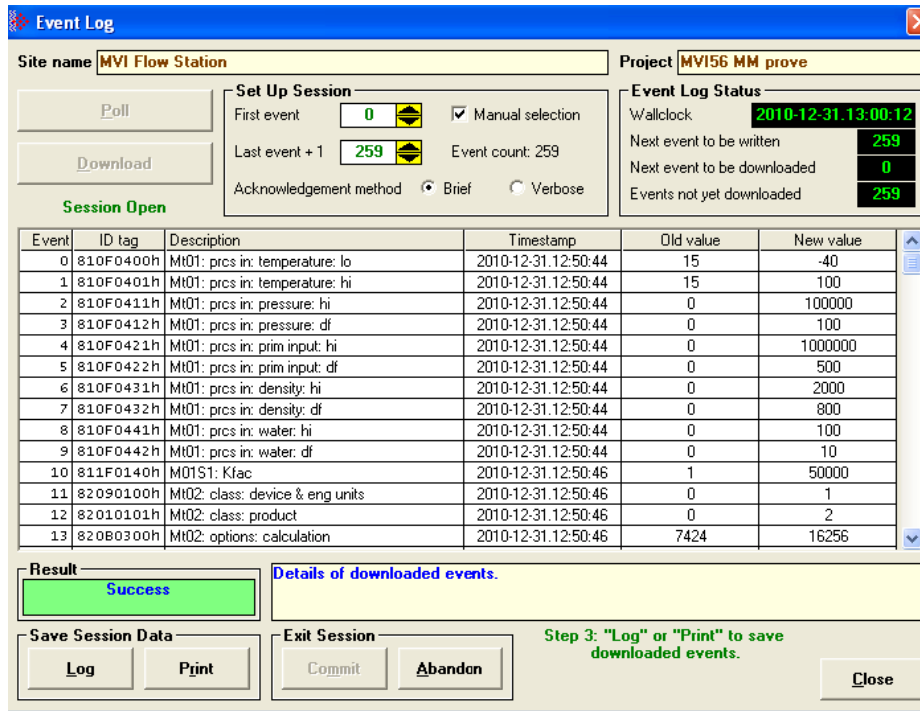 Event Log
Site name MVI Flow Station Project MVI56 MM prove
Poll
Download
Session Open
Set Up Session
First event 0 Manual selection
Last event + 1 259 Event count: 259
Acknowledgement method Brief Verbose
Event Log Status
Wallclock 2010-12-31.13:00:12
Next event to be written 259
Next event to be downloaded 0
Events not yet downloaded 259
Event ID tag Description Timestamp Old value New value
0 810F0400h Mt01: prcs in: temperature: lo 2010-12-31.12:50:44 15 -40
1 810F0401h Mt01: prcs in: temperature: hi 2010-12-31.12:50:44 15 100
2 810F0411h Mt01: prcs in: pressure: hi 2010-12-31.12:50:44 0 100000
3 810F0412h Mt01: prcs in: pressure: df 2010-12-31.12:50:44 0 100
4 810F0421h Mt01: prcs in: prim input: hi 2010-12-31.12:50:44 0 1000000
5 810F0422h Mt01: prcs in: prim input: df 2010-12-31.12:50:44 0 500
6 810F0431h Mt01: prcs in: density: hi 2010-12-31.12:50:44 0 2000
7 810F0432h Mt01: prcs in: density: df 2010-12-31.12:50:44 0 800
8 810F0441h Mt01: prcs in: water: hi 2010-12-31.12:50:44 0 100
9 810F0442h Mt01: prcs in: water: df 2010-12-31.12:50:44 0 10
10 811F0140h M01S1: Kfac 2010-12-31.12:50:46 1 50000
11 82090100h Mt02: class: device & eng units 2010-12-31.12:50:46 0 1
12 82010101h Mt02: class: product 2010-12-31.12:50:46 0 2
13 820B0300h Mt02: options: calculation 2010-12-31.12:50:46 7424 16256
Result
Success
Details of downloaded events.
Save Session Data
Log Print
Exit Session
Commit Abandon
Step 3: "Log" or "Print" to save
downloaded events.
Close